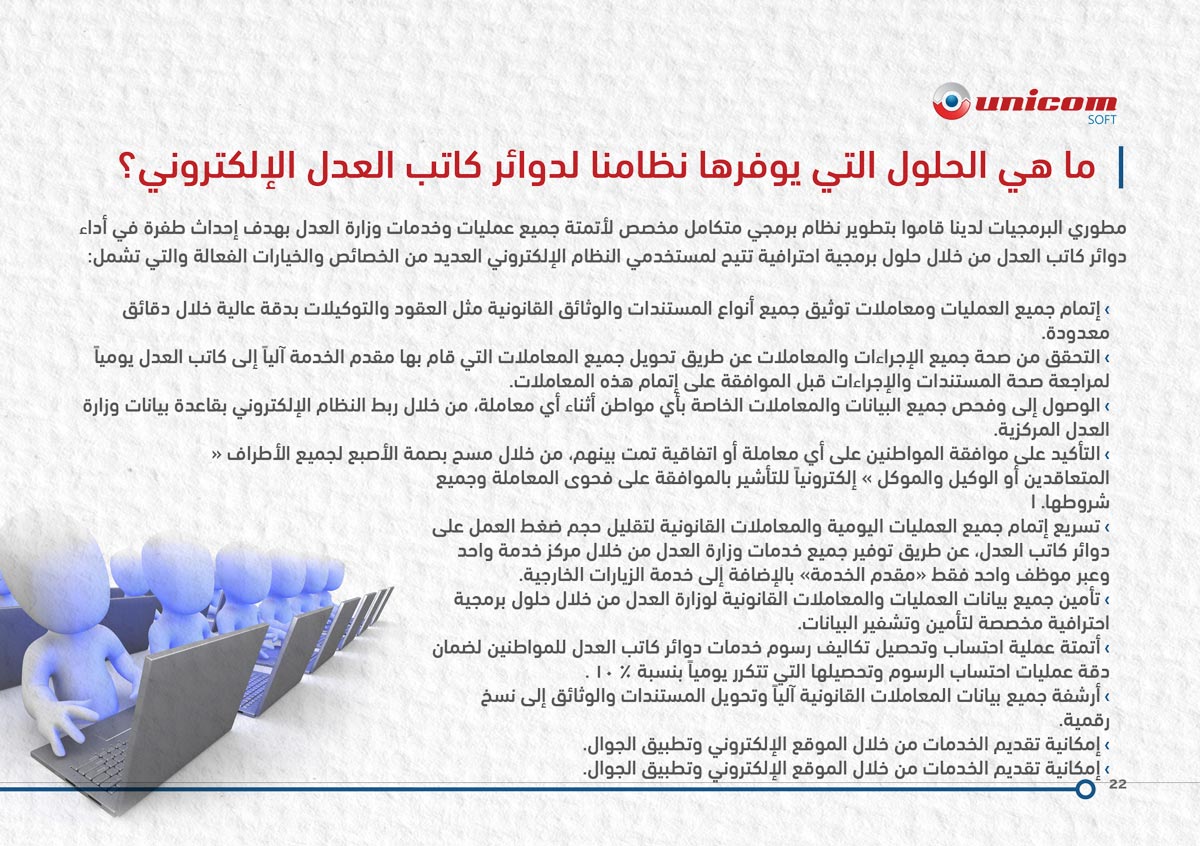 unicom
SOFT
ما هي الحلول التي يوفرها نظامنا لدوائر كاتب العدل الإلكتروني؟
مطوري البرمجيات لدينا قاموا بتطوير نظام برمجي متكامل مخصص لأتمتة جميع عمليات وخدمات وزارة العدل بهدف إحداث طفرة في أداء
دوائر كاتب العدل من خلال حلول برمجية احترافية تتيح لمستخدمي النظام الإلكتروني العديد من الخصائص والخيارات الفعالة والتي تشمل:
› إتمام جميع العمليات ومعاملات توثيق جميع أنواع المستندات والوثائق القانونية مثل العقود والتوكيلات بدقة عالية خلال دقائق
معدودة.
› التحقق من صحة جميع الإجراءات والمعاملات عن طريق تحويل جميع المعاملات التي قام بها مقدم الخدمة آلياً إلى كاتب العدل يومياً
لمراجعة صحة المستندات والإجراءات قبل الموافقة على إتمام هذه المعاملات.
› الوصول إلى وفحص جميع البيانات والمعاملات الخاصة بأي مواطن أثناء أي معاملة، من خلال ربط النظام الإلكتروني بقاعدة بيانات وزارة
العدل المركزية.
› التأكيد على موافقة المواطنين على أي معاملة أو اتفاقية تمت بينهم، من خلال مسح بصمة الأصبع لجميع الأطراف «
المتعاقدين أو الوكيل والموكل » إلكترونياً للتأشير بالموافقة على فحوى المعاملة وجميع
شروطها. ا
› تسريع إتمام جميع العمليات اليومية والمعاملات القانونية لتقليل حجم ضغط العمل على
دوائر كاتب العدل، عن طريق توفير جميع خدمات وزارة العدل من خلال مركز خدمة واحد
وعبر موظف واحد فقط «مقدم الخدمة» بالإضافة إلى خدمة الزيارات الخارجية.
› تأمين جميع بيانات العمليات والمعاملات القانونية لوزارة العدل من خلال حلول برمجية
احترافية مخصصة لتأمين وتشفير البيانات.
› أتمتة عملية احتساب وتحصيل تكاليف رسوم خدمات دوائر كاتب العدل للمواطنين لضمان
دقة عمليات احتساب الرسوم وتحصيلها التي تتكرر يومياً بنسبة ٪ ١٠ .
› أرشفة جميع بيانات المعاملات القانونية آلياً وتحويل المستندات والوثائق إلى نسخ
رقمية.
› إمكانية تقديم الخدمات من خلال الموقع الإلكتروني وتطبيق الجوال.
› إمكانية تقديم الخدمات من خلال الموقع الإلكتروني وتطبيق الجوال.
22